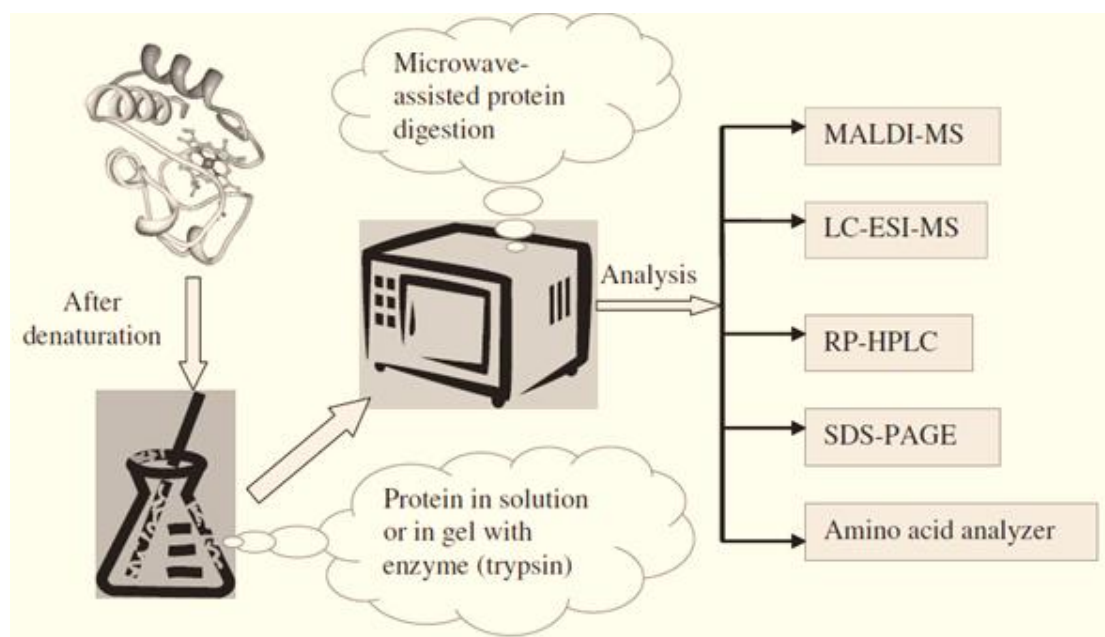 Microwave-
assisted protein
digestion
After
denaturation
Protein in solution
or in gel with
enzyme (trypsin)
Analysis
MALDI-MS
LC-ESI-MS
RP-HPLC
SDS-PAGE
Amino acid analyzer